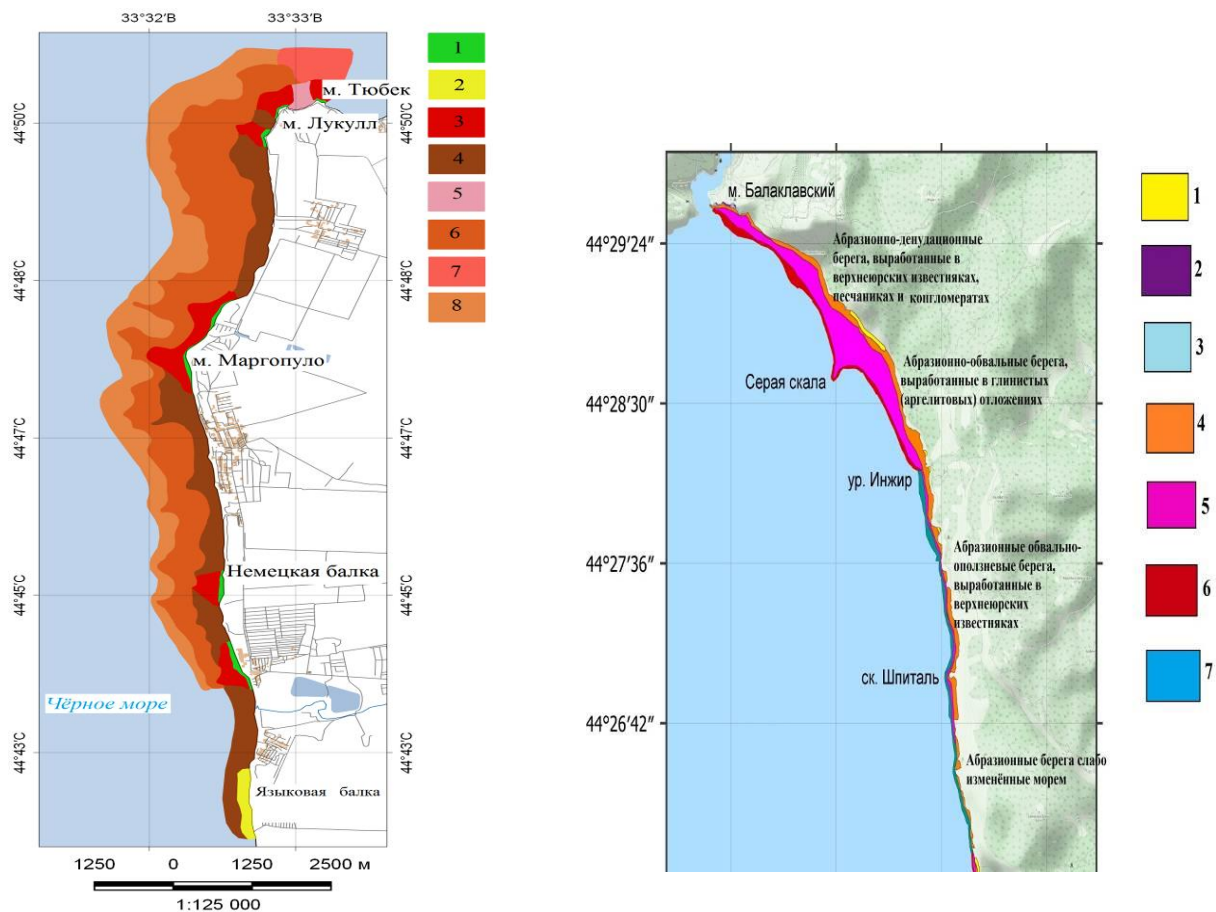 33°32′В
33°33′В
44°50′С
44°48′С
44°47′С
44°45′С
44°43′С
44°50′С
44°48′С
44°47′С
44°45′С
44°43′С
м. Тюбек
м. Лукулл
м. Маргопуло
Немецкая балка
Чёрное море
Языковая балка
1250 0 1250 2500 м
1:125 000
1
2
3
4
5
6
7
8
44°29′24″
44°28′30″
44°27′36″
44°26′42″
м. Балаклавский
Абразионно-денудационные
берега, выработанные в
верхнеюрских известняках,
песчаниках и конгломератах
Серая скала
Абразионно-обвальные берега,
выработанные в глинистых
(аргелитовых) отложениях
ур. Инжир
Абразионные обвально-
оползневые берега,
выработанные в
верхнеюрских
известняках
ск. Шпиталь
Абразионные берега слабо
изменённые морем
1
2
3
4
5
6
7